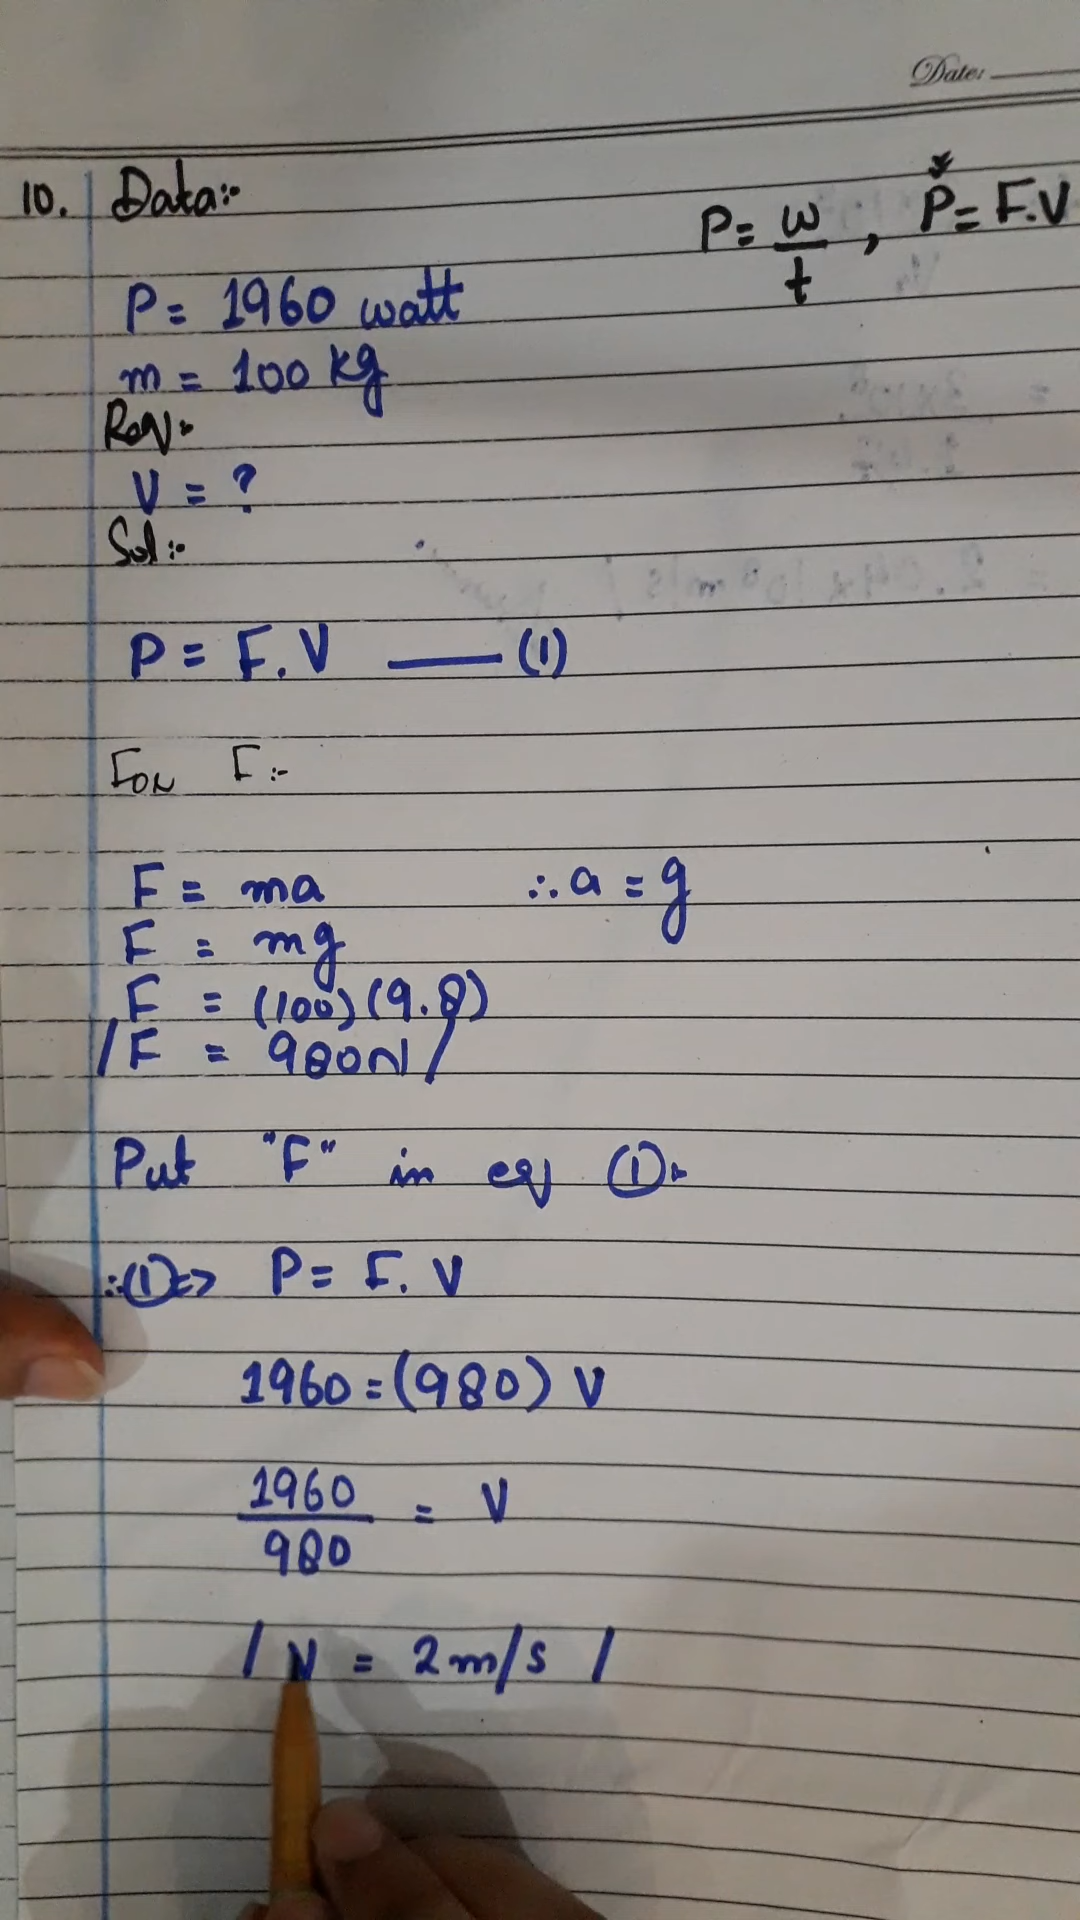 Date:
10. Data:-
P = w/t , P = F.V
P = 1960 watt
m = 100 kg
Req:-
V = ?
Sol:-
P = F.V —— (1)
For F:-
F = ma ∴ a = g
F = mg
F = (100)(9.8)
/F = 980N/
Put "F" in eq (1):-
∴(1)=> P = F.V
1960 = (980) V
1960/980 = V
/ V = 2m/s /